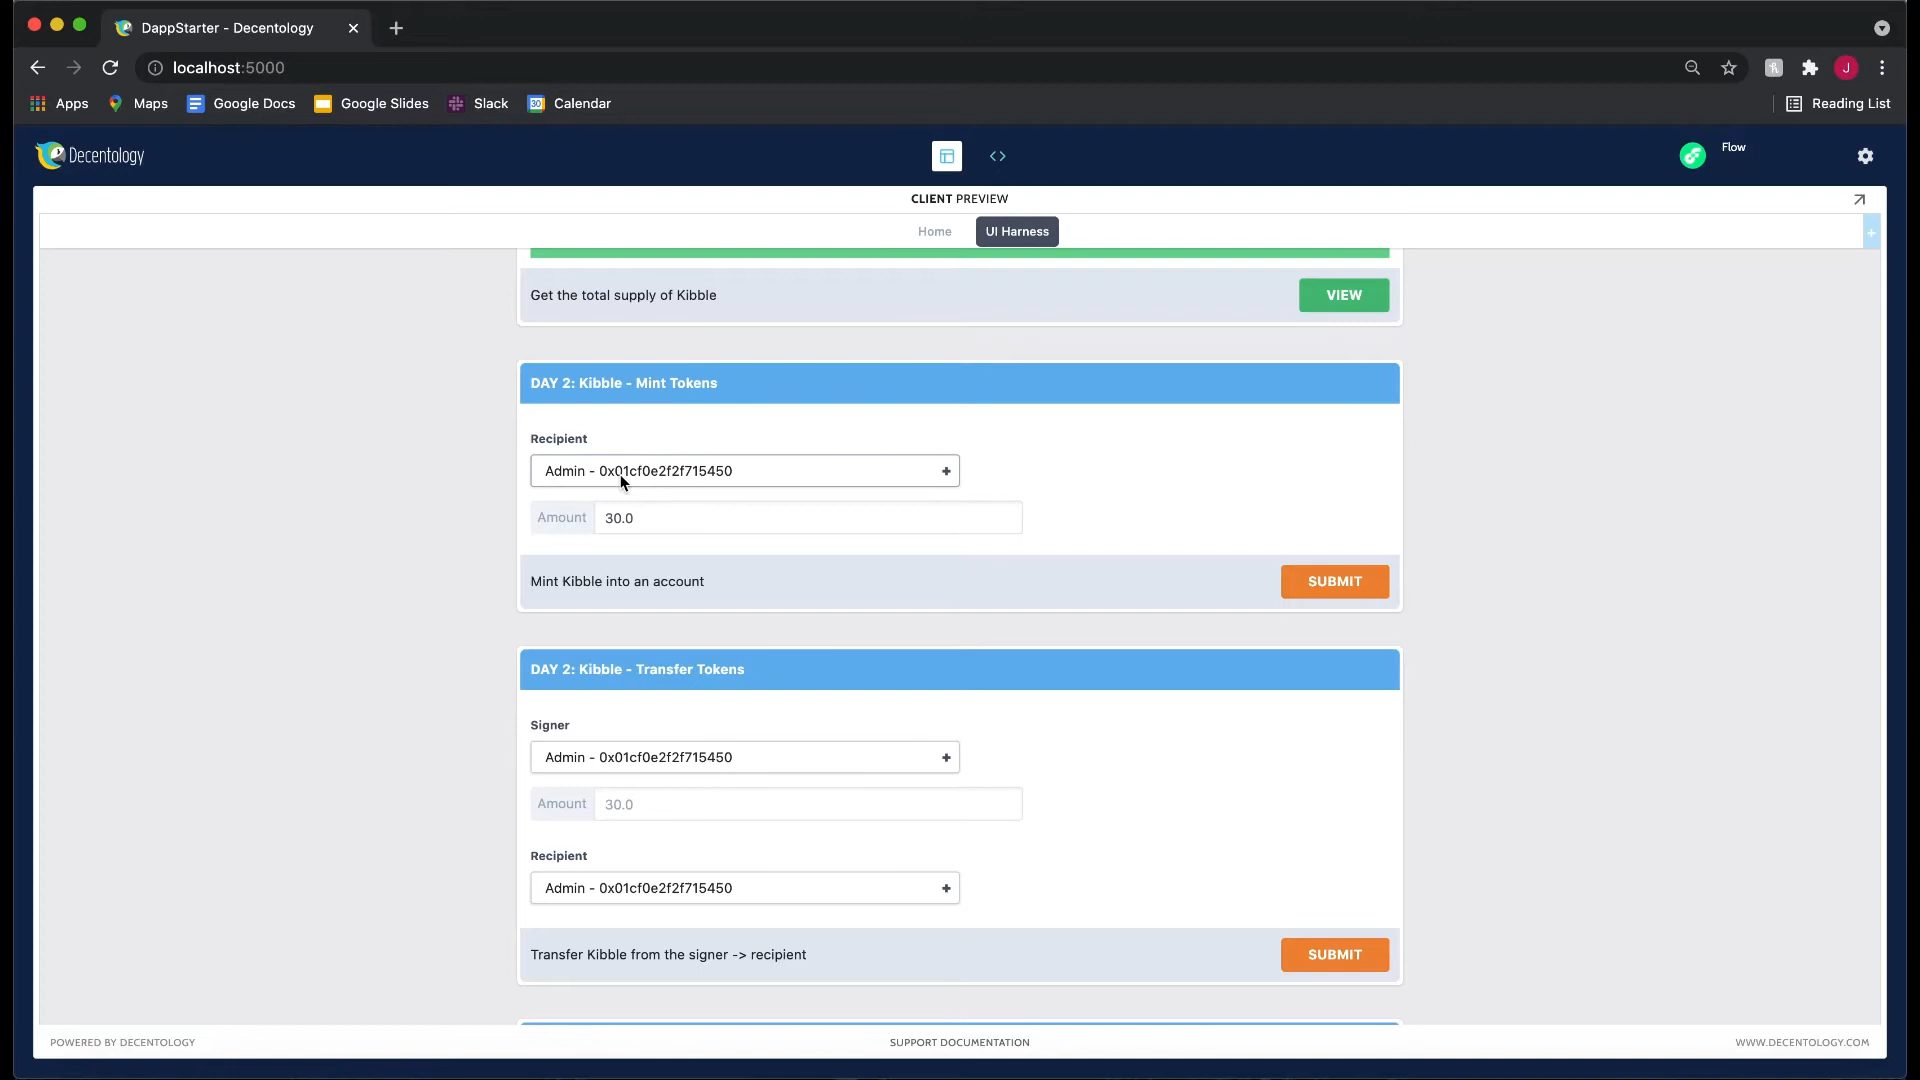 DappStarter - Decentology
localhost:5000
J
Apps
Maps
Google Docs
Google Slides
Slack
30
Calendar
Reading List
Decentology
<>
Flow
CLIENT PREVIEW
Home
UI Harness
+
Get the total supply of Kibble
VIEW
DAY 2: Kibble - Mint Tokens
Recipient
Admin - 0x01cf0e2f2f715450
Amount 30.0
Mint Kibble into an account
SUBMIT
DAY 2: Kibble - Transfer Tokens
Signer
Admin - 0x01cf0e2f2f715450
Amount 30.0
Recipient
Admin - 0x01cf0e2f2f715450
Transfer Kibble from the signer -> recipient
SUBMIT
POWERED BY DECENTOLOGY
SUPPORT DOCUMENTATION
WWW.DECENTOLOGY.COM